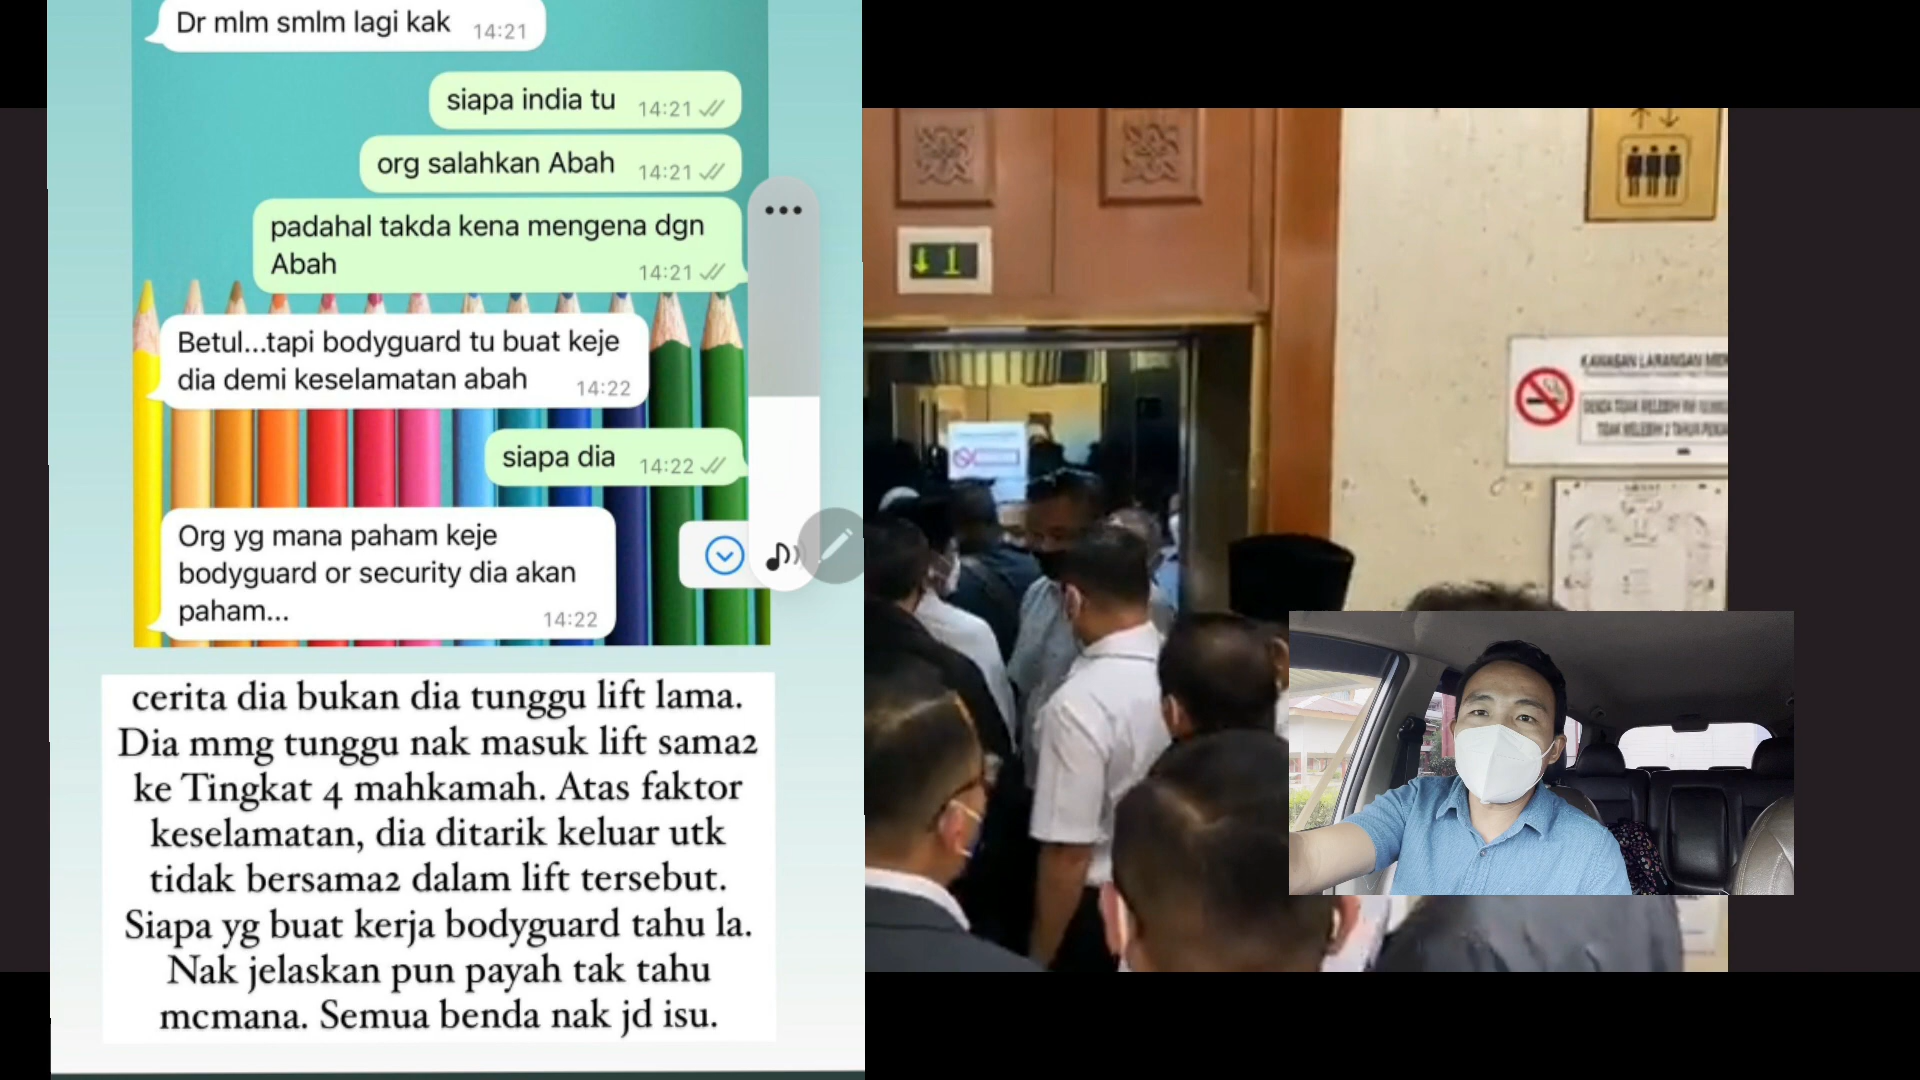 Dr mlm smlm lagi kak 14:21
siapa india tu 14:21
org salahkan Abah 14:21
padahal takda kena mengena dgn
Abah 14:21
Betul...tapi bodyguard tu buat keje
dia demi keselamatan abah 14:22
siapa dia 14:22
Org yg mana paham keje
bodyguard or security dia akan
paham... 14:22
cerita dia bukan dia tunggu lift lama.
Dia mmg tunggu nak masuk lift sama2
ke Tingkat 4 mahkamah. Atas faktor
keselamatan, dia ditarik keluar utk
tidak bersama2 dalam lift tersebut.
Siapa yg buat kerja bodyguard tahu la.
Nak jelaskan pun payah tak tahu
mcmana. Semua benda nak jd isu.
1
KAWASAN LARANGAN